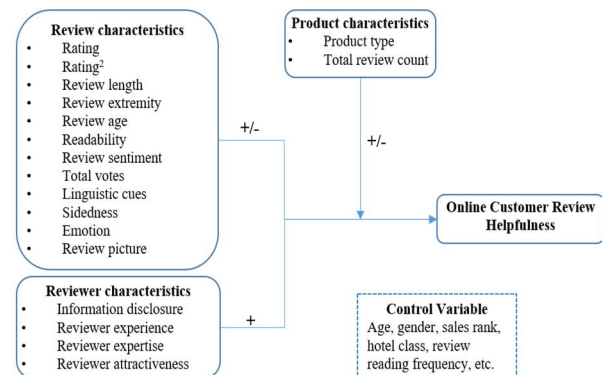 Review characteristics
• Rating
• Rating²
• Review length
• Review extremity
• Review age
• Readability
• Review sentiment
• Total votes
• Linguistic cues
• Sidedness
• Emotion
• Review picture
+/-
Product characteristics
• Product type
• Total review count
+/-
Online Customer Review
Helpfulness
Reviewer characteristics
• Information disclosure
• Reviewer experience
• Reviewer expertise
• Reviewer attractiveness
+
Control Variable
Age, gender, sales rank,
hotel class, review
reading frequency, etc.